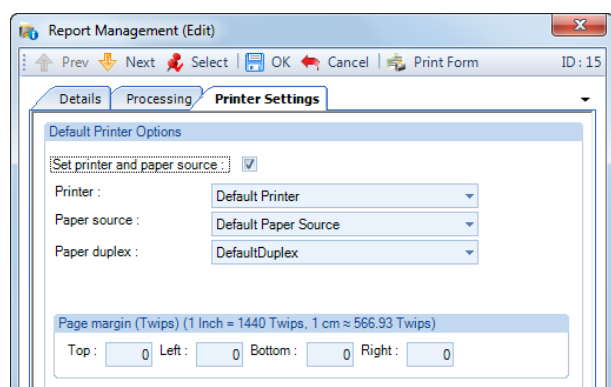 Report Management (Edit)
Prev Next Select OK Cancel Print Form ID : 15
Details Processing Printer Settings
Default Printer Options
Set printer and paper source :
Printer : Default Printer
Paper source : Default Paper Source
Paper duplex : DefaultDuplex
Page margin (Twips) (1 Inch = 1440 Twips, 1 cm ≈ 566.93 Twips)
Top : 0 Left : 0 Bottom : 0 Right : 0